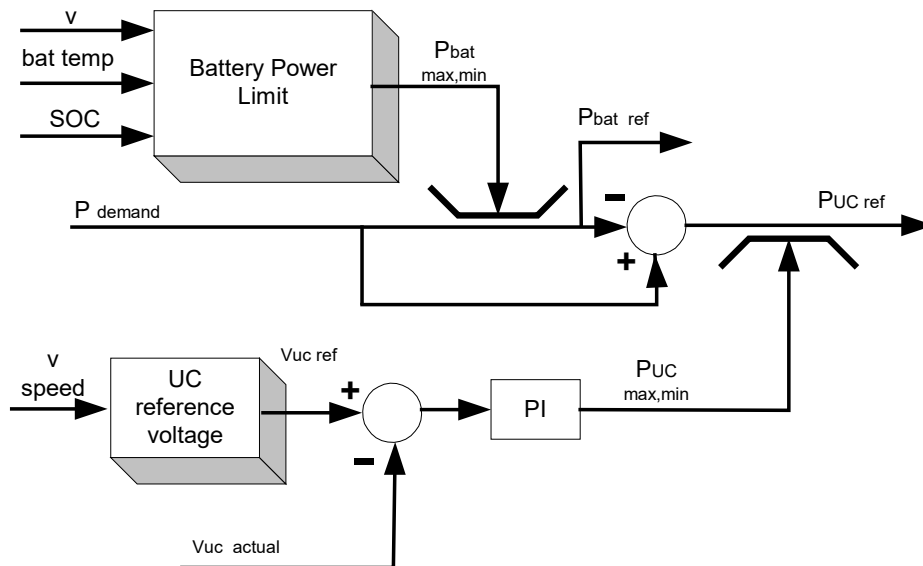 v
bat temp
SOC
Battery Power
Limit
Pbat
max,min
Pbat ref
P demand
−
+
PUC ref
v
speed
UC
reference
voltage
Vuc ref
+
−
PI
PUC
max,min
Vuc actual